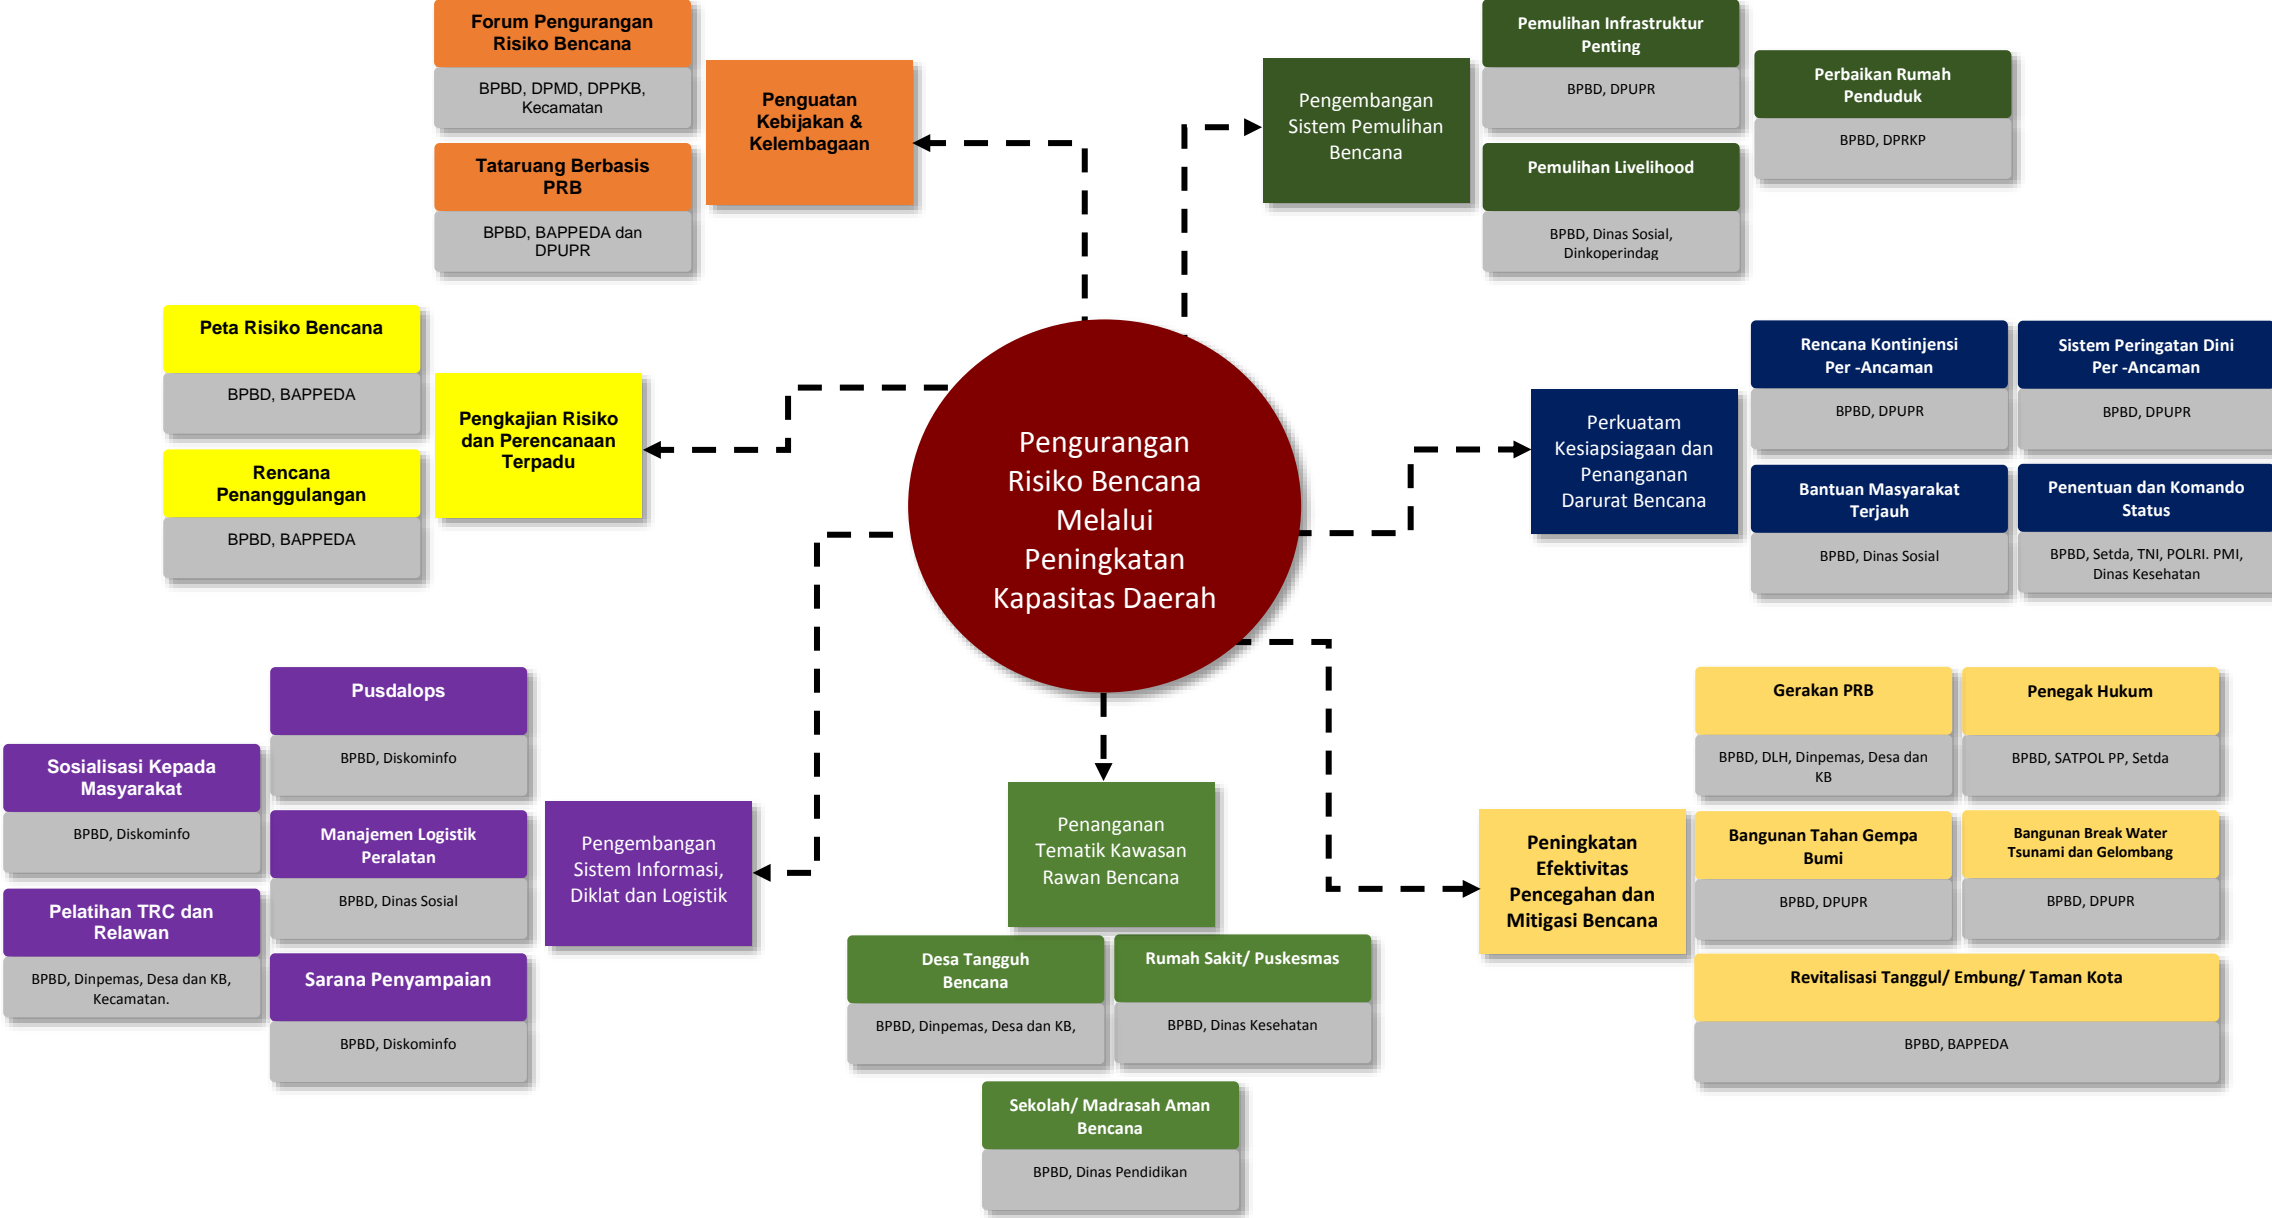 Forum Pengurangan
Risiko Bencana
BPBD, DPMD, DPPKB,
Kecamatan
Tataruang Berbasis
PRB
BPBD, BAPPEDA dan
DPUPR
Penguatan
Kebijakan &
Kelembagaan
Pengembangan
Sistem Pemulihan
Bencana
Pemulihan Infrastruktur
Penting
BPBD, DPUPR
Pemulihan Livelihood
BPBD, Dinas Sosial,
Dinkoperindag
Perbaikan Rumah
Penduduk
BPBD, DPRKP
Peta Risiko Bencana
BPBD, BAPPEDA
Rencana
Penanggulangan
BPBD, BAPPEDA
Pengkajian Risiko
dan Perencanaan
Terpadu
Pengurangan
Risiko Bencana
Melalui
Peningkatan
Kapasitas Daerah
Perkuatam
Kesiapsiagaan dan
Penanganan
Darurat Bencana
Rencana Kontinjensi
Per -Ancaman
BPBD, DPUPR
Sistem Peringatan Dini
Per -Ancaman
BPBD, DPUPR
Bantuan Masyarakat
Terjauh
BPBD, Dinas Sosial
Penentuan dan Komando
Status
BPBD, Setda, TNI, POLRI. PMI,
Dinas Kesehatan
Sosialisasi Kepada
Masyarakat
BPBD, Diskominfo
Pelatihan TRC dan
Relawan
BPBD, Dinpemas, Desa dan KB,
Kecamatan.
Pusdalops
BPBD, Diskominfo
Manajemen Logistik
Peralatan
BPBD, Dinas Sosial
Sarana Penyampaian
BPBD, Diskominfo
Pengembangan
Sistem Informasi,
Diklat dan Logistik
Penanganan
Tematik Kawasan
Rawan Bencana
Desa Tangguh
Bencana
BPBD, Dinpemas, Desa dan KB,
Rumah Sakit/ Puskesmas
BPBD, Dinas Kesehatan
Sekolah/ Madrasah Aman
Bencana
BPBD, Dinas Pendidikan
Peningkatan
Efektivitas
Pencegahan dan
Mitigasi Bencana
Gerakan PRB
BPBD, DLH, Dinpemas, Desa dan
KB
Penegak Hukum
BPBD, SATPOL PP, Setda
Bangunan Tahan Gempa
Bumi
BPBD, DPUPR
Bangunan Break Water
Tsunami dan Gelombang
BPBD, DPUPR
Revitalisasi Tanggul/ Embung/ Taman Kota
BPBD, BAPPEDA